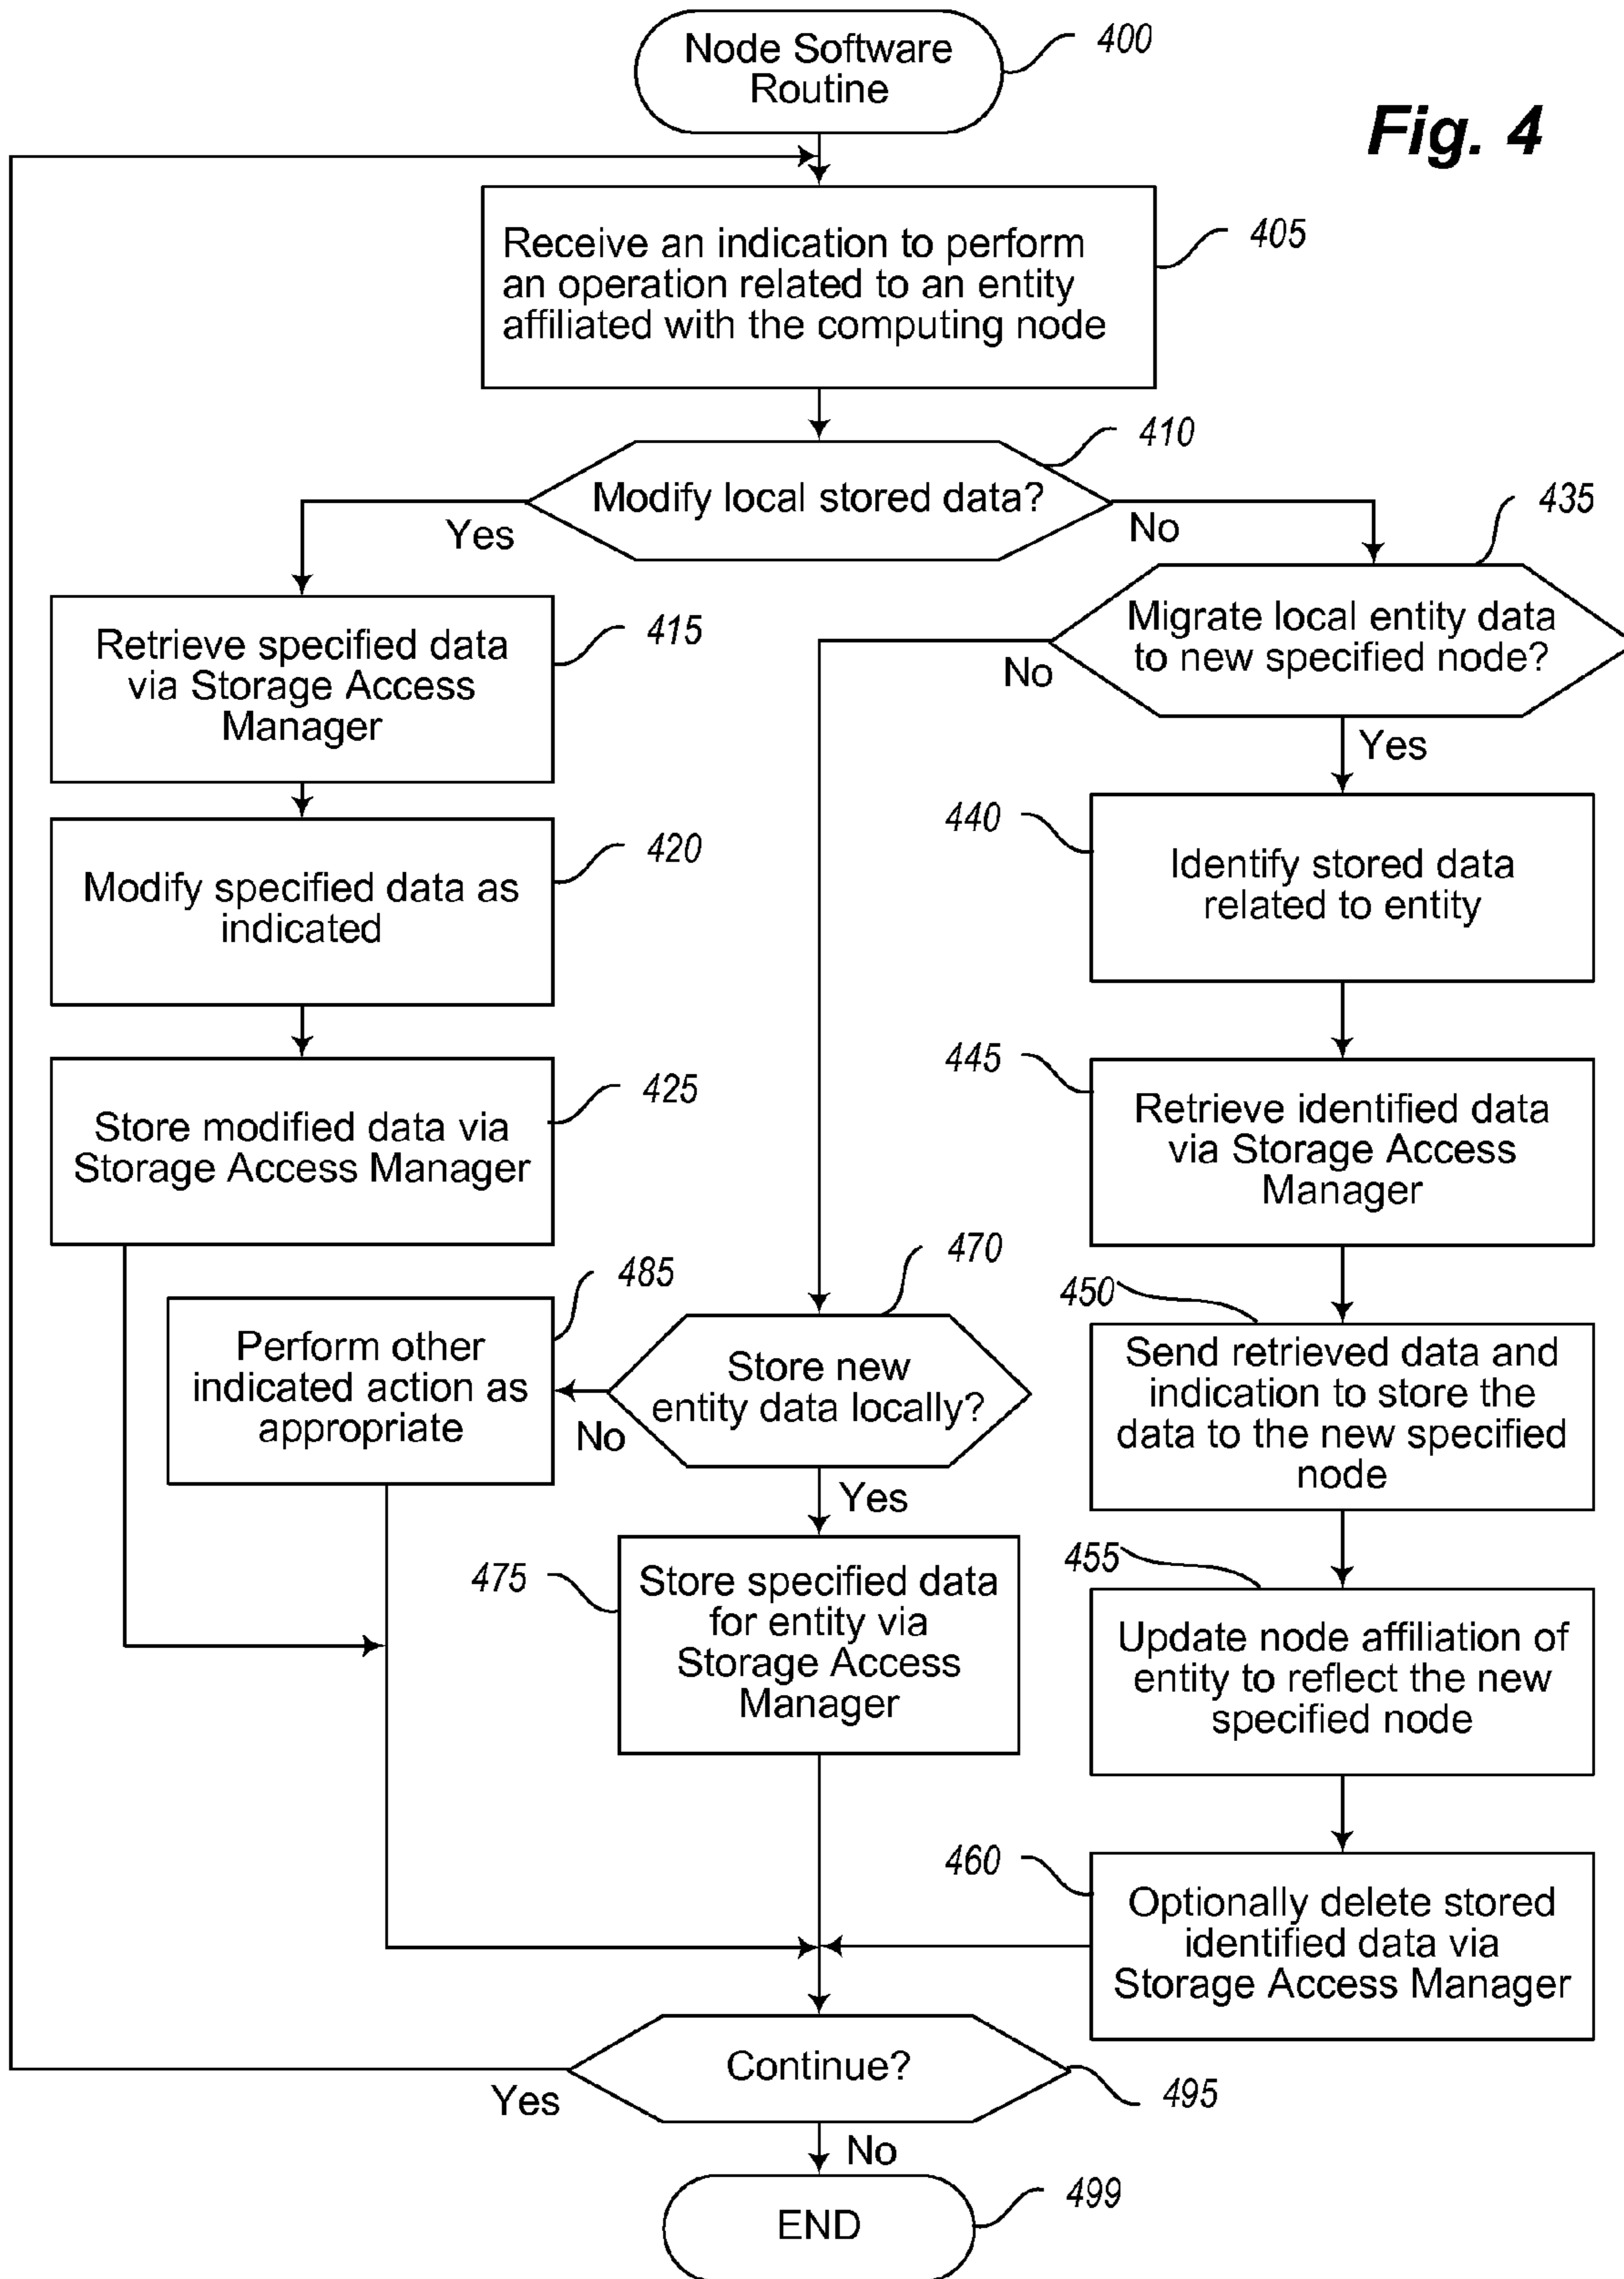 Node Software
Routine
400
Fig. 4
Receive an indication to perform
an operation related to an entity
affiliated with the computing node
405
410
Modify local stored data?
Yes
No
435
Migrate local entity data
to new specified node?
No
Yes
Retrieve specified data
via Storage Access
Manager
415
Modify specified data as
indicated
420
Store modified data via
Storage Access Manager
425
440
Identify stored data
related to entity
445
Retrieve identified data
via Storage Access
Manager
450
Send retrieved data and
indication to store the
data to the new specified
node
455
Update node affiliation of
entity to reflect the new
specified node
460
Optionally delete stored
identified data via
Storage Access Manager
470
Store new
entity data locally?
No
Yes
485
Perform other
indicated action as
appropriate
475
Store specified data
for entity via
Storage Access
Manager
Continue?
495
Yes
No
END
499